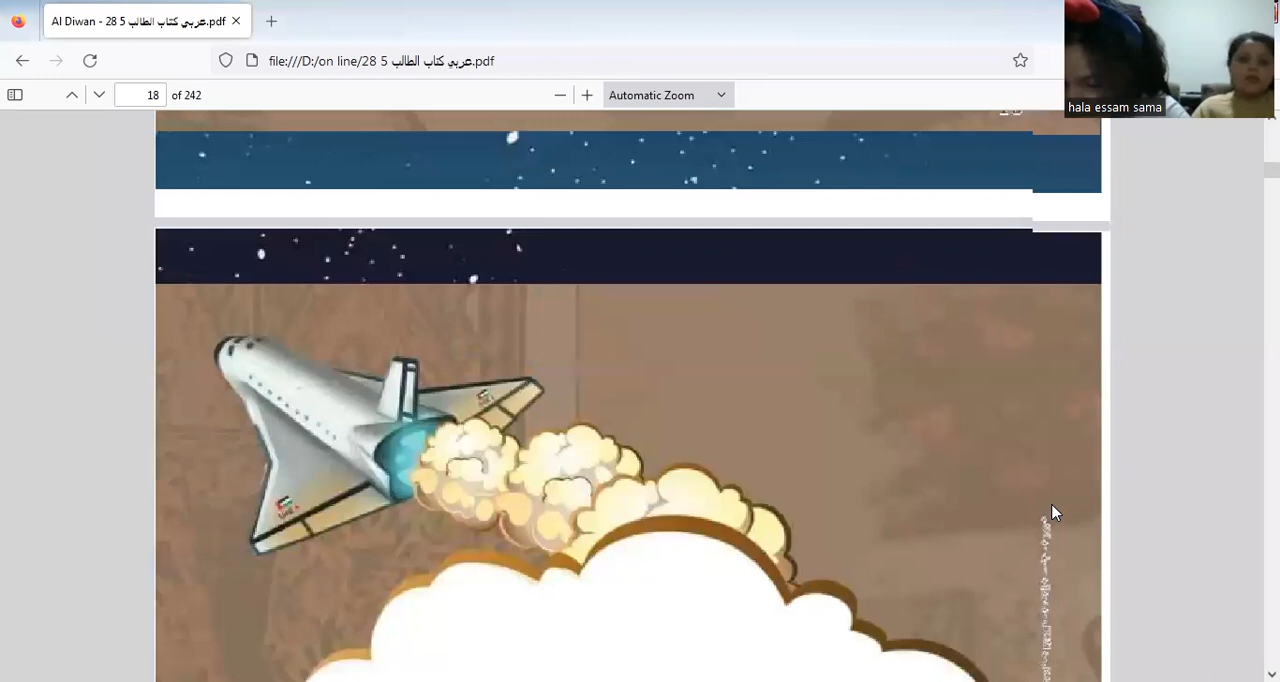 Al Diwan - 28 5 عربي كتاب الطالب.pdf
file:///D:/on line/28 5 عربي كتاب الطالب.pdf
18 of 242
Automatic Zoom
hala essam sama